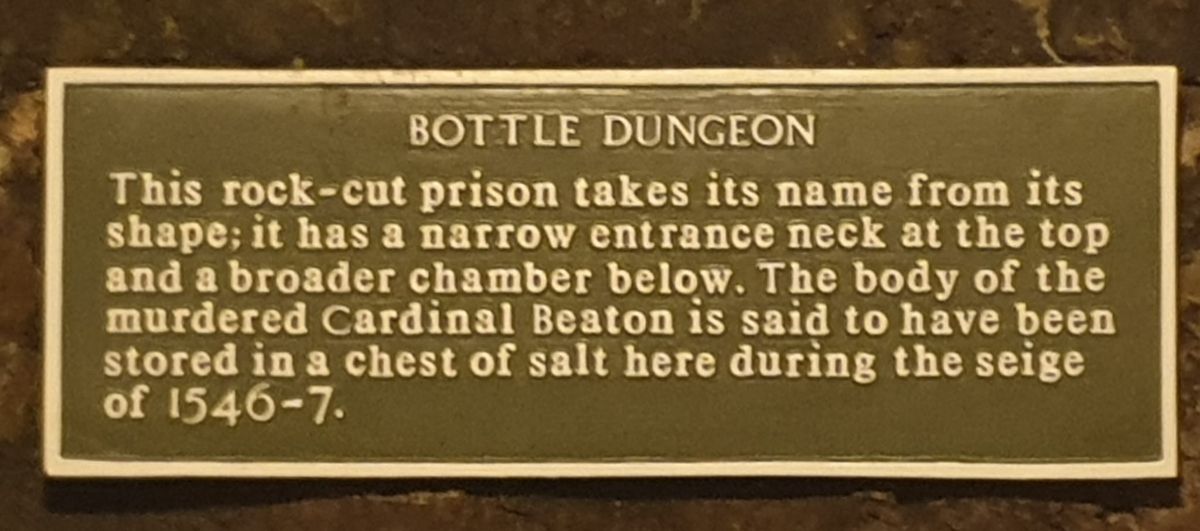 BOTTLE DUNGEON
This rock-cut prison takes its name from its
shape; it has a narrow entrance neck at the top
and a broader chamber below. The body of the
murdered Cardinal Beaton is said to have been
stored in a chest of salt here during the seige
of 1546-7.